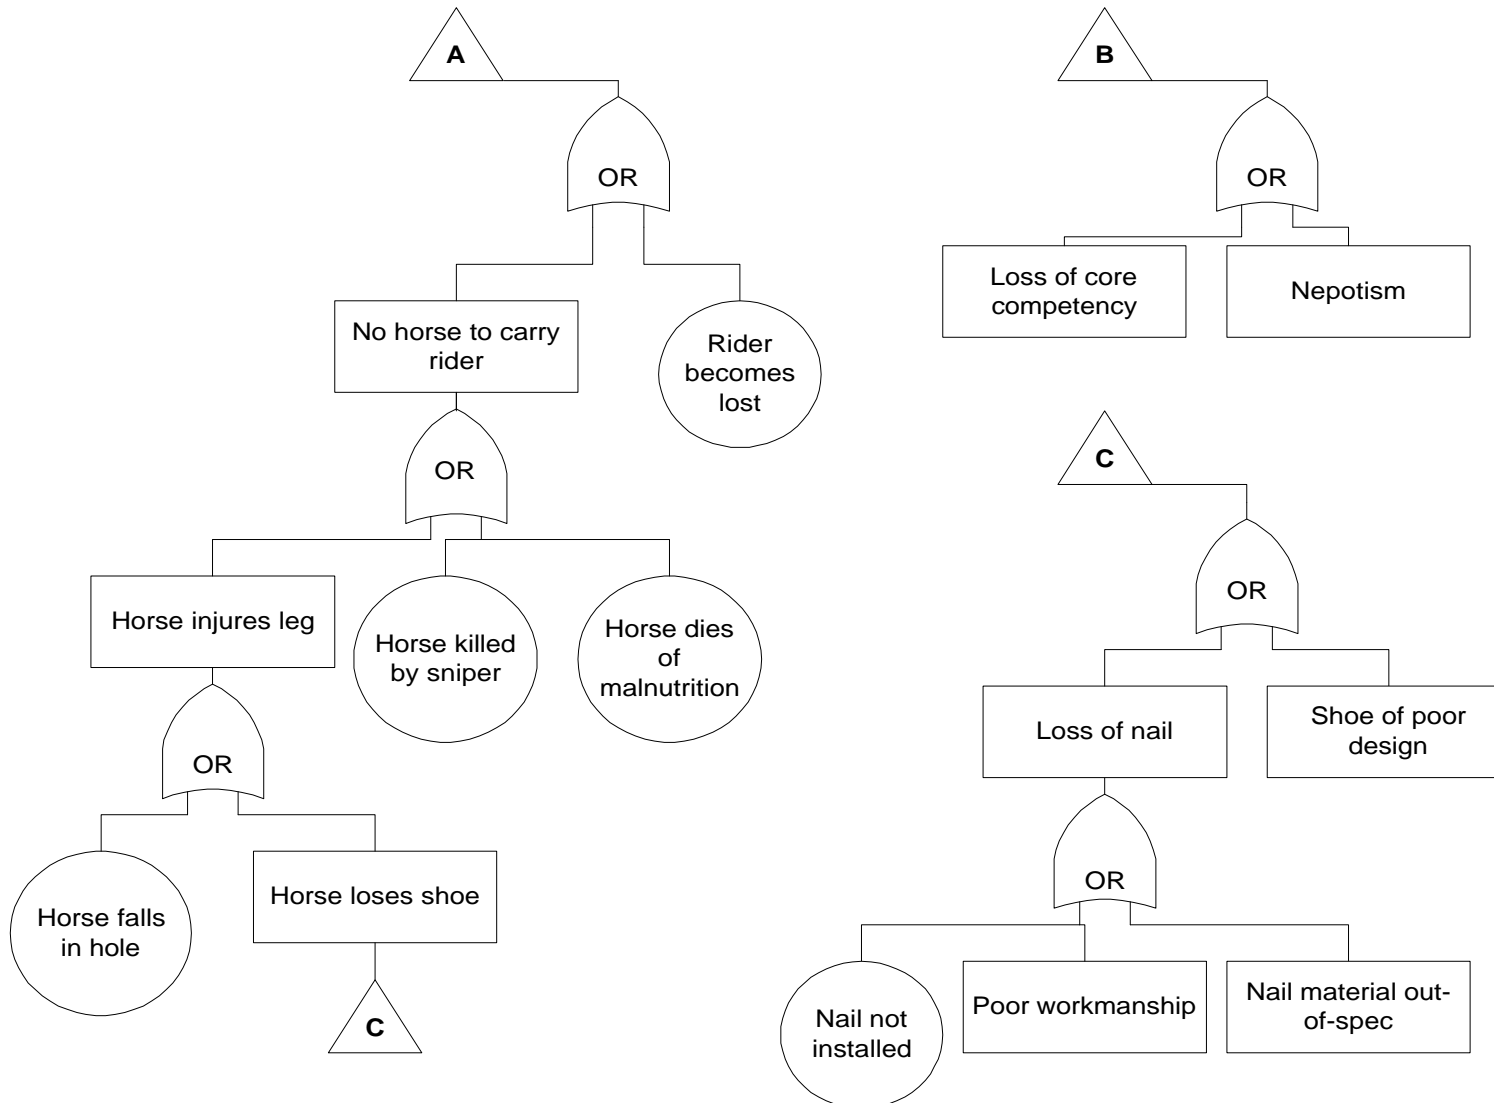 A
OR
No horse to carry
rider
Rider
becomes
lost
OR
Horse injures leg
Horse killed
by sniper
Horse dies
of
malnutrition
OR
Horse falls
in hole
Horse loses shoe
C
B
OR
Loss of core
competency
Nepotism
C
OR
Loss of nail
Shoe of poor
design
OR
Nail not
installed
Poor workmanship
Nail material out-
of-spec